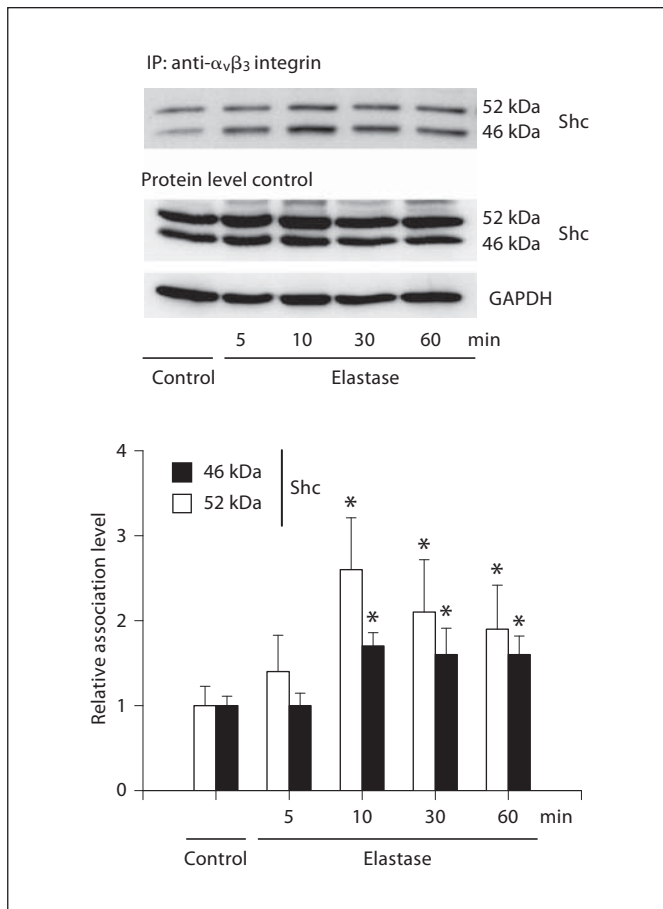 IP: anti-αvβ3 integrin
52 kDa
46 kDa
Shc
Protein level control
52 kDa
46 kDa
Shc
GAPDH
5 10 30 60 min
Control Elastase
4
3
2
1
0
Relative association level
46 kDa
52 kDa
Shc
* * * * * *
5 10 30 60 min
Control Elastase